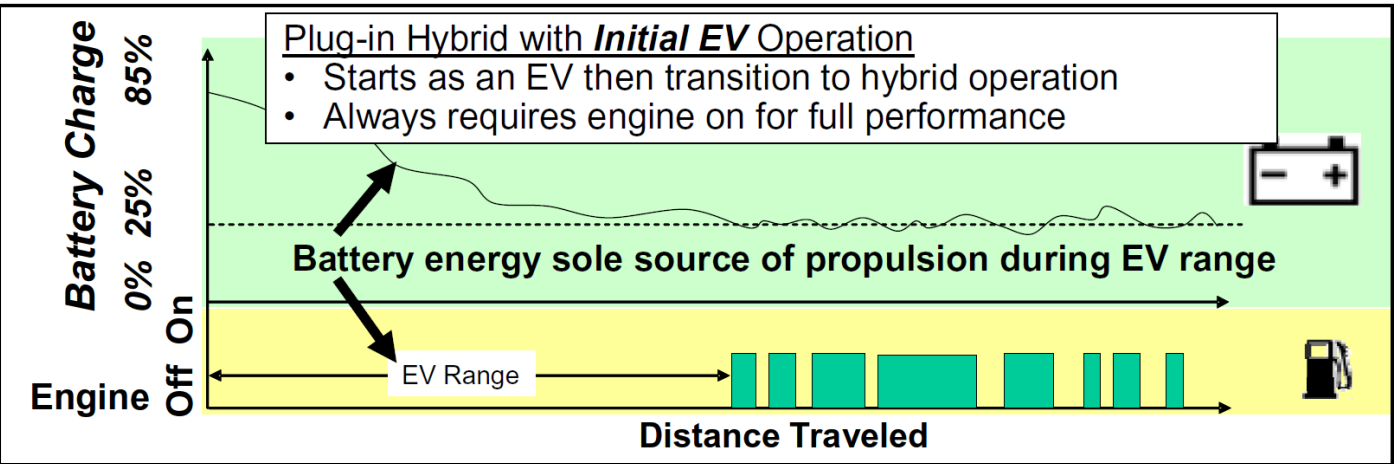 Plug-in Hybrid with Initial EV Operation
• Starts as an EV then transition to hybrid operation
• Always requires engine on for full performance
Battery Charge
85%
25%
0%
− +
Battery energy sole source of propulsion during EV range
On
Off
Engine
EV Range
Distance Traveled